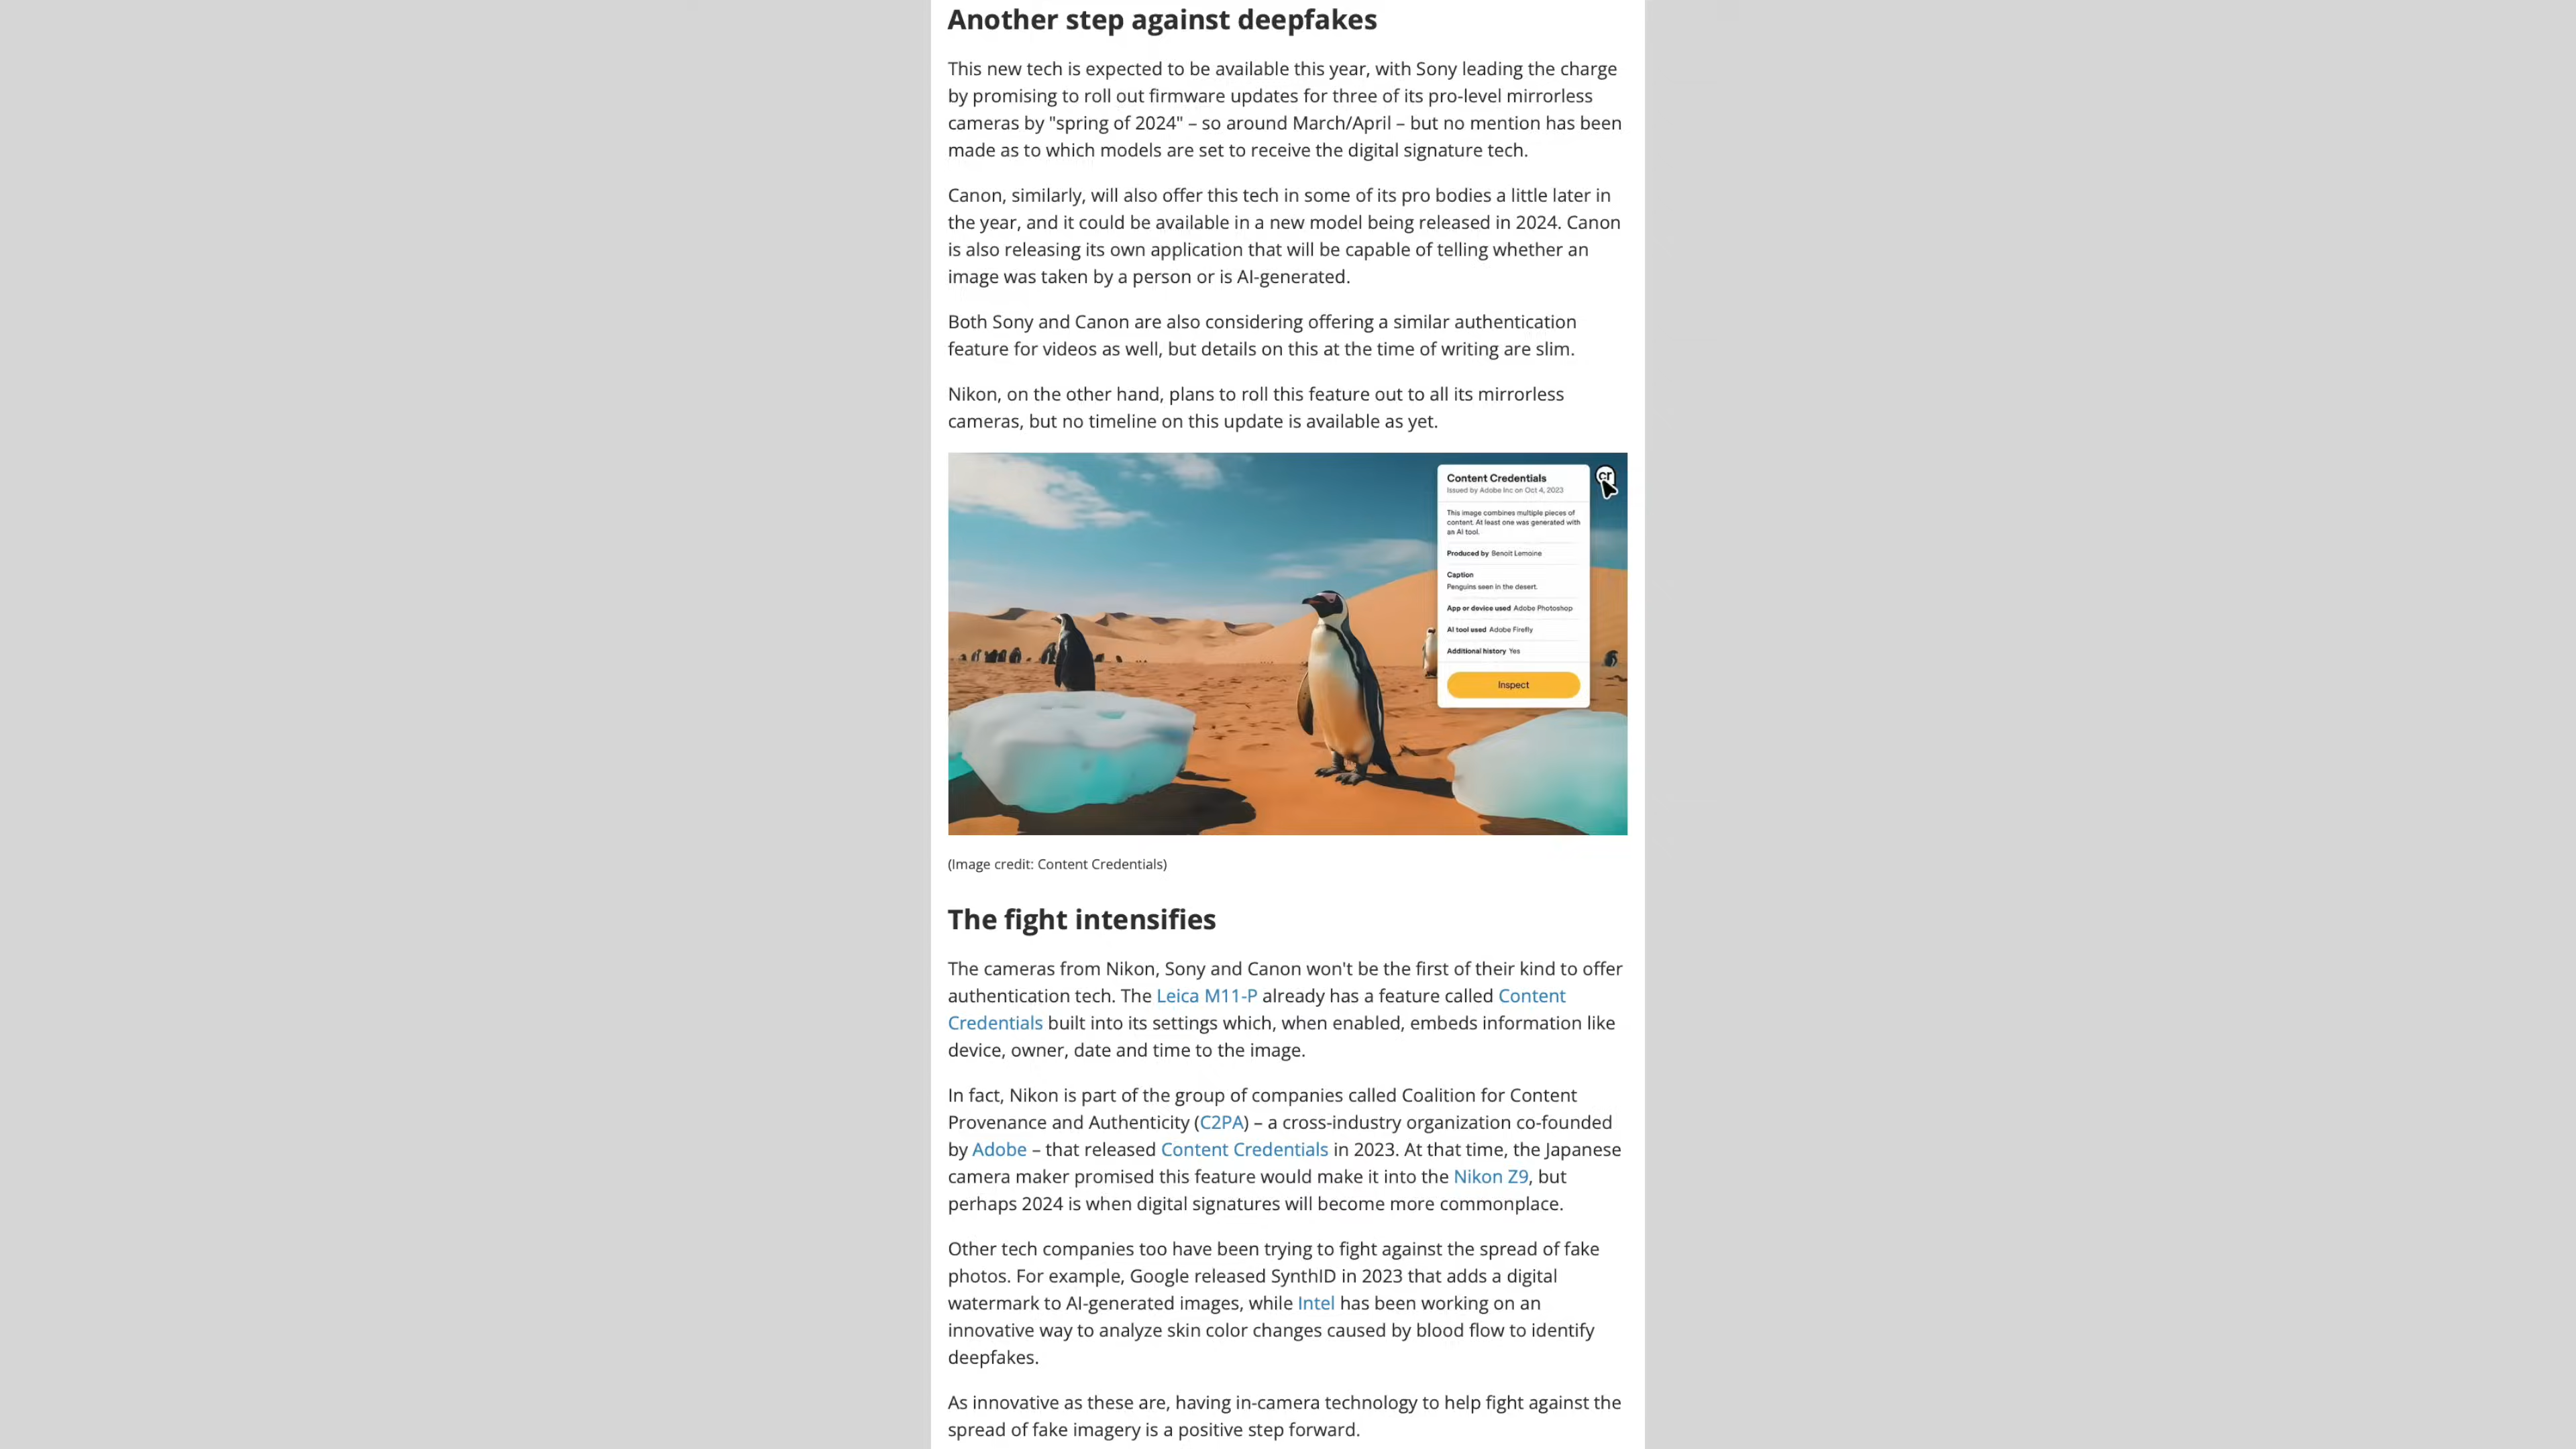 Another step against deepfakes
This new tech is expected to be available this year, with Sony leading the charge
by promising to roll out firmware updates for three of its pro-level mirrorless
cameras by "spring of 2024" – so around March/April – but no mention has been
made as to which models are set to receive the digital signature tech.
Canon, similarly, will also offer this tech in some of its pro bodies a little later in
the year, and it could be available in a new model being released in 2024. Canon
is also releasing its own application that will be capable of telling whether an
image was taken by a person or is AI-generated.
Both Sony and Canon are also considering offering a similar authentication
feature for videos as well, but details on this at the time of writing are slim.
Nikon, on the other hand, plans to roll this feature out to all its mirrorless
cameras, but no timeline on this update is available as yet.
Content Credentials
Issued by Adobe Inc on Oct 4, 2023
This image combines multiple pieces of
content. At least one was generated with
an AI tool.
Produced by Benoit Lemoine
Caption
Penguins seen in the desert.
App or device used Adobe Photoshop
AI tool used Adobe Firefly
Additional history Yes
Inspect
cr
(Image credit: Content Credentials)
The fight intensifies
The cameras from Nikon, Sony and Canon won't be the first of their kind to offer
authentication tech. The Leica M11-P already has a feature called Content
Credentials built into its settings which, when enabled, embeds information like
device, owner, date and time to the image.
In fact, Nikon is part of the group of companies called Coalition for Content
Provenance and Authenticity (C2PA) – a cross-industry organization co-founded
by Adobe – that released Content Credentials in 2023. At that time, the Japanese
camera maker promised this feature would make it into the Nikon Z9, but
perhaps 2024 is when digital signatures will become more commonplace.
Other tech companies too have been trying to fight against the spread of fake
photos. For example, Google released SynthID in 2023 that adds a digital
watermark to AI-generated images, while Intel has been working on an
innovative way to analyze skin color changes caused by blood flow to identify
deepfakes.
As innovative as these are, having in-camera technology to help fight against the
spread of fake imagery is a positive step forward.